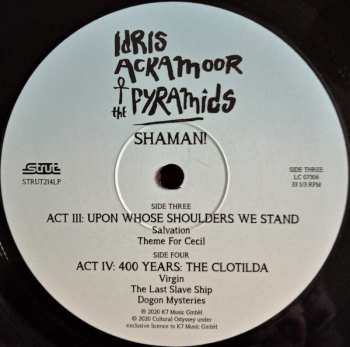 IDRIS
ACKAMOOR
& the PYRAMIDS
SHAMAN!
Strut
STRUT214LP
SIDE THREE
LC 07306
33 1/3 RPM
SIDE THREE
ACT III: UPON WHOSE SHOULDERS WE STAND
Salvation
Theme For Cecil
SIDE FOUR
ACT IV: 400 YEARS: THE CLOTILDA
Virgin
The Last Slave Ship
Dogon Mysteries
℗ 2020 K7 Music GmbH
© 2020 Cultural Odyssey under
exclusive licence to K7 Music GmbH